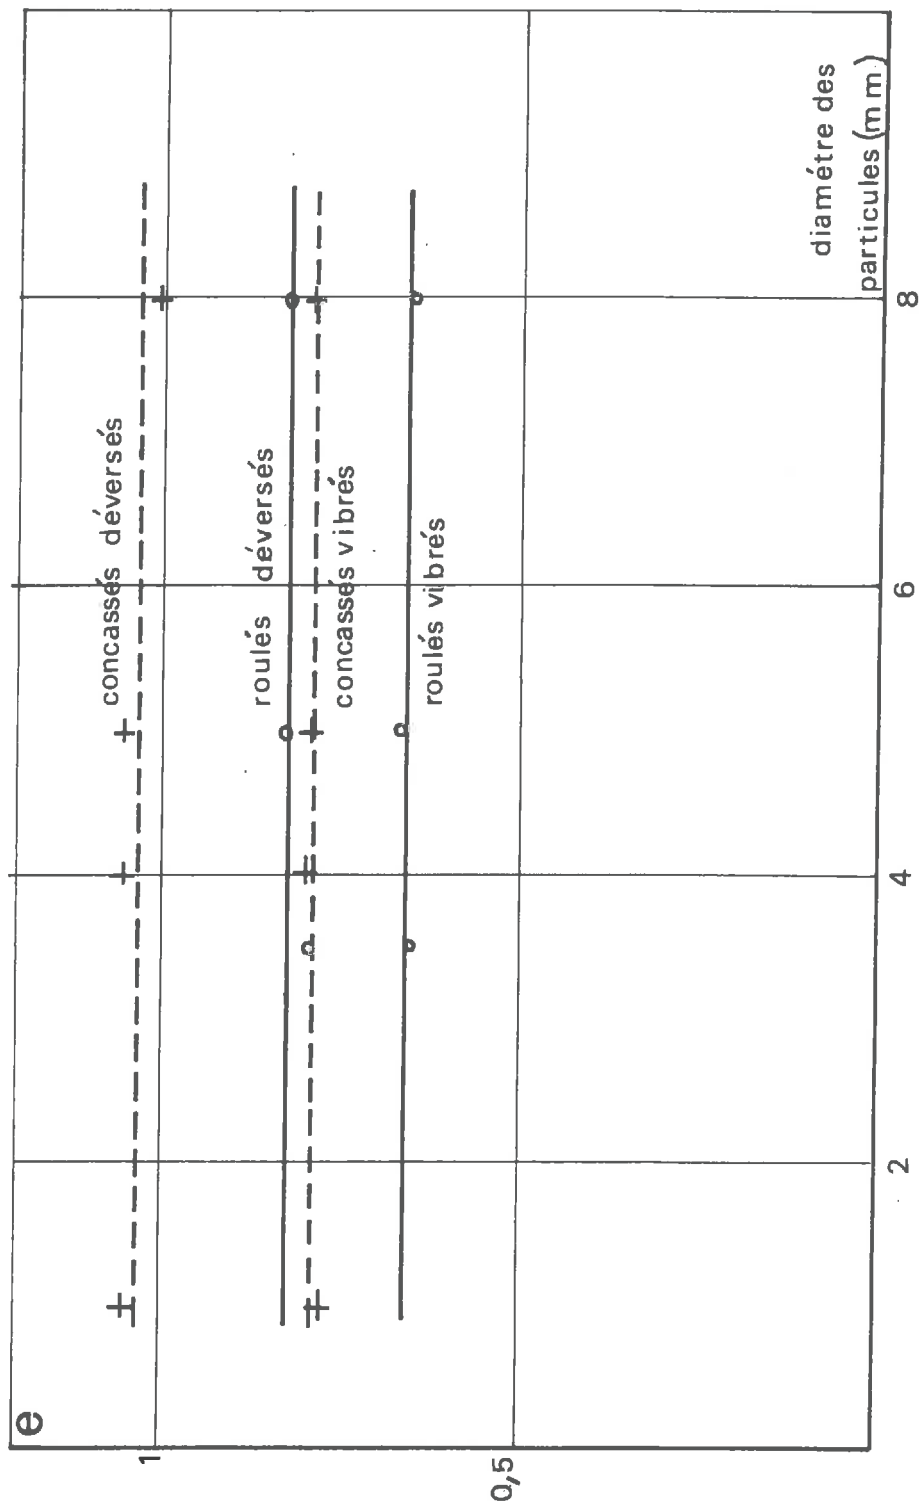 e
1
0,5
concassés déversés
roulés déversés
concassés vibrés
roulés vibrés
2
4
6
8
diamétre des
particules (mm)